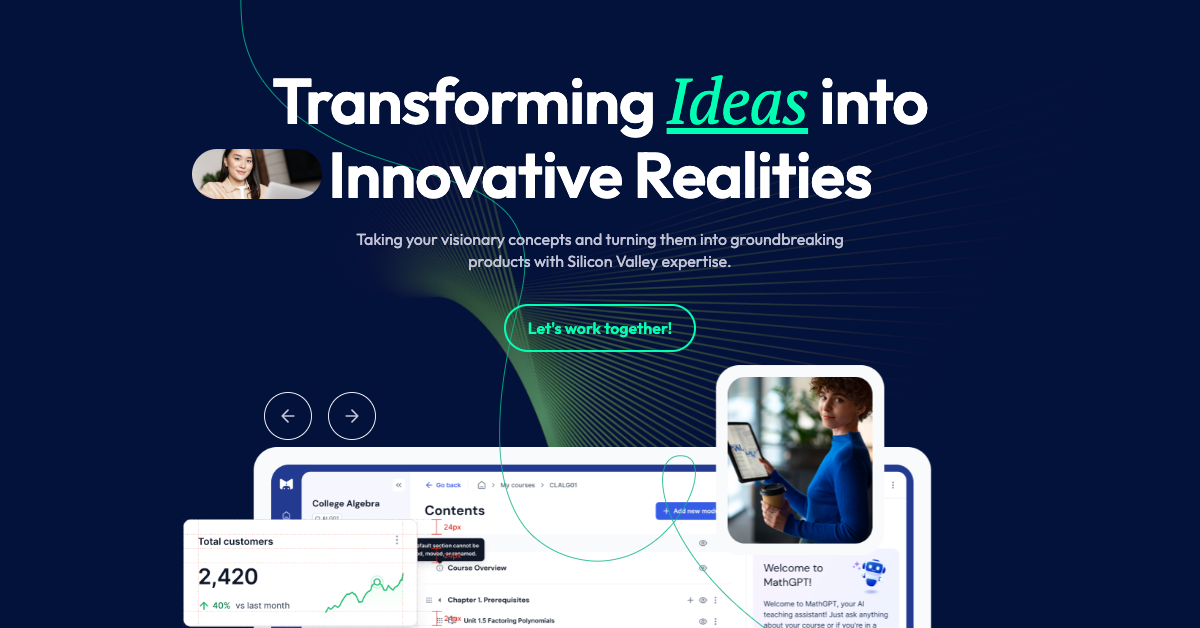 Transforming Ideas into
Innovative Realities
Taking your visionary concepts and turning them into groundbreaking
products with Silicon Valley expertise.
Let's work together!
College Algebra
CLALG01
Go back
My courses
CLALG01
Contents
Add new
24px
Total customers
2,420
40% vs last month
section cannot be
moved, or renamed.
Course Overview
Chapter 1. Prerequisites
24px
Unit 1.5 Factoring Polynomials
Welcome to
MathGPT!
Welcome to MathGPT, your AI
teaching assistant! Just ask anything
about your course or if you're in a